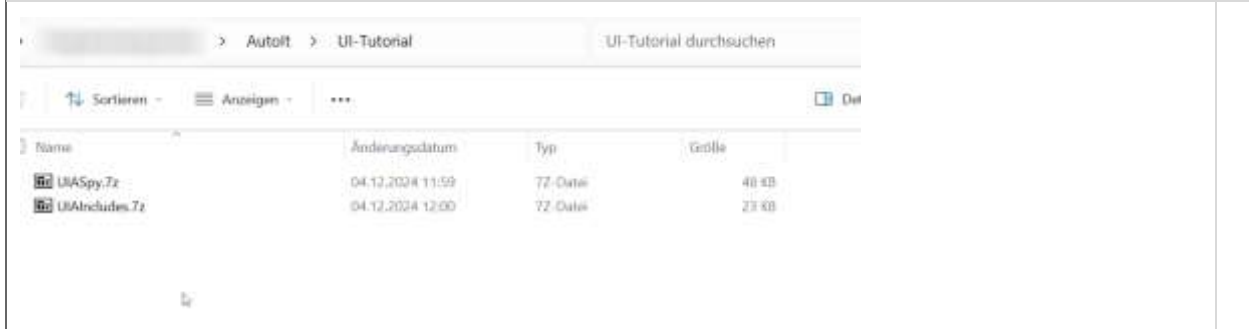 > AutoIt > UI-Tutorial UI-Tutorial durchsuchen
Sortieren Anzeigen ••• Det
Name Änderungsdatum Typ Größe
UIASpy.7z 04.12.2024 11:59 7Z-Datei 48 KB
UIAIncludes.7z 04.12.2024 12:00 7Z-Datei 23 KB